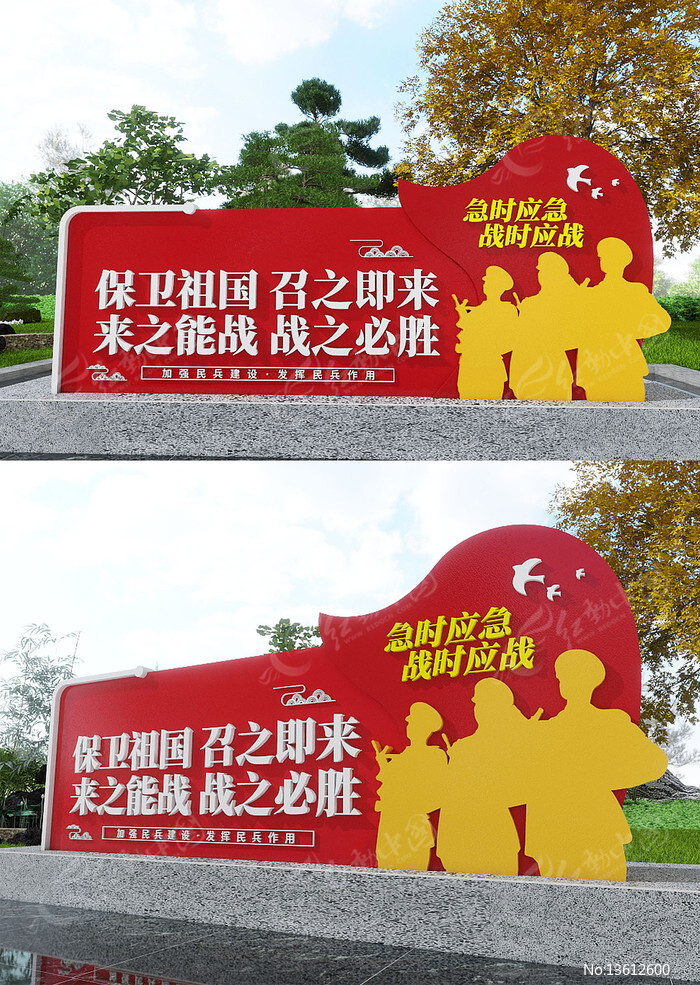 急时应急
战时应战
保卫祖国 召之即来
来之能战 战之必胜
加强民兵建设·发挥民兵作用
急时应急
战时应战
保卫祖国 召之即来
来之能战 战之必胜
加强民兵建设·发挥民兵作用
No:13612600